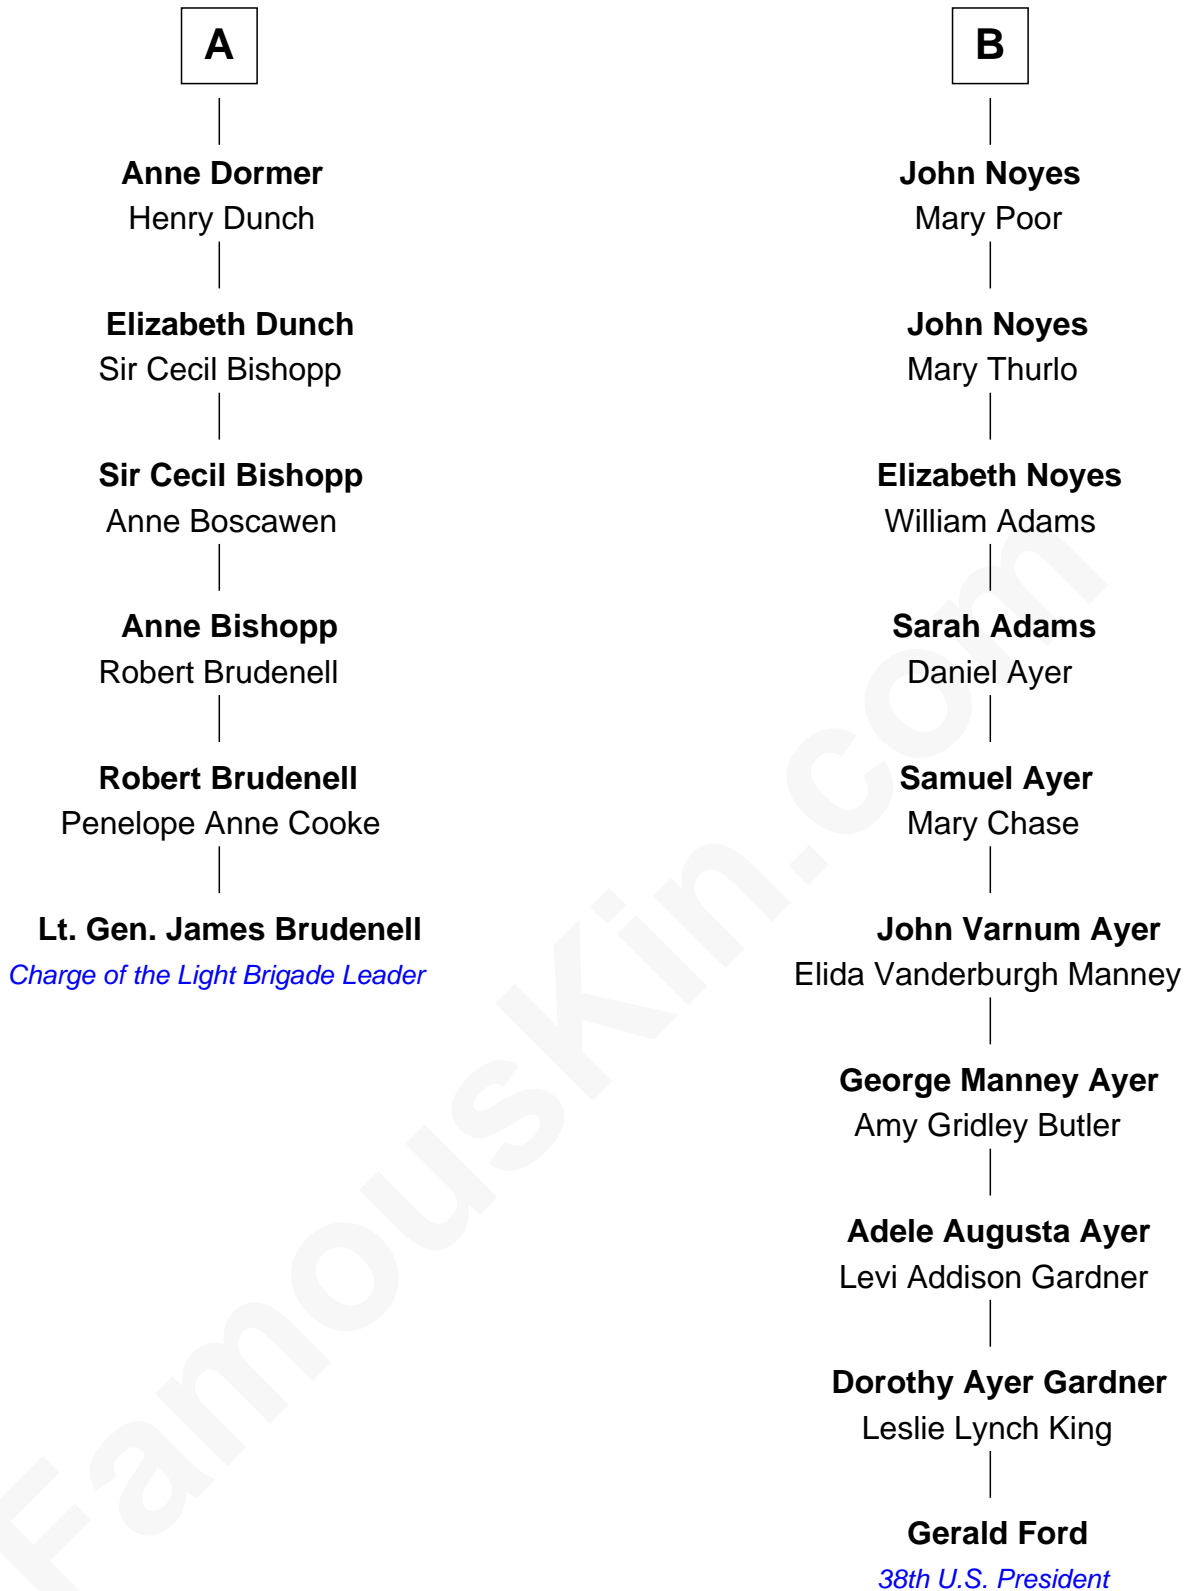 A
Anne Dormer
Henry Dunch
Elizabeth Dunch
Sir Cecil Bishopp
Sir Cecil Bishopp
Anne Boscawen
Anne Bishopp
Robert Brudenell
Robert Brudenell
Penelope Anne Cooke
Lt. Gen. James Brudenell
Charge of the Light Brigade Leader
B
John Noyes
Mary Poor
John Noyes
Mary Thurlo
Elizabeth Noyes
William Adams
Sarah Adams
Daniel Ayer
Samuel Ayer
Mary Chase
John Varnum Ayer
Elida Vanderburgh Manney
George Manney Ayer
Amy Gridley Butler
Adele Augusta Ayer
Levi Addison Gardner
Dorothy Ayer Gardner
Leslie Lynch King
Gerald Ford
38th U.S. President
FamousKin.com